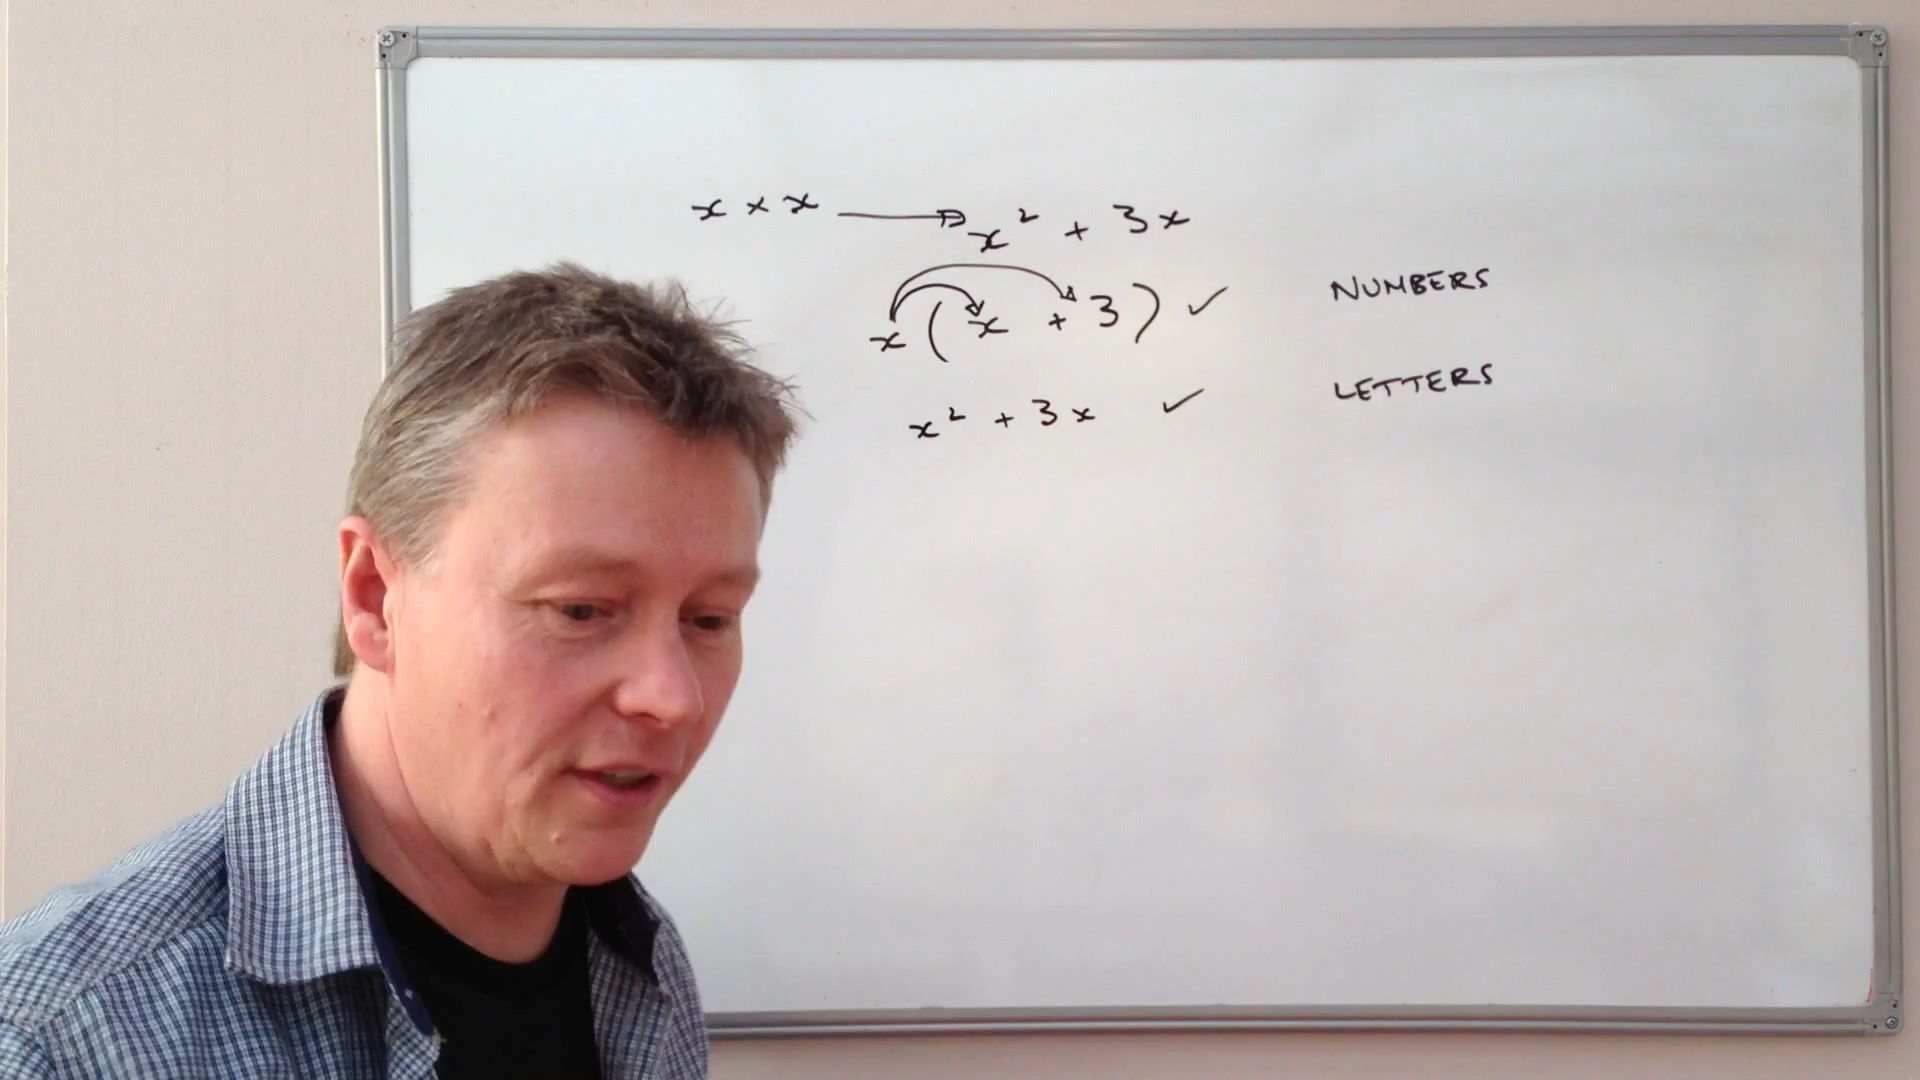 x × x → x² + 3x
x(x + 3) ✓
x² + 3x ✓
NUMBERS
LETTERS